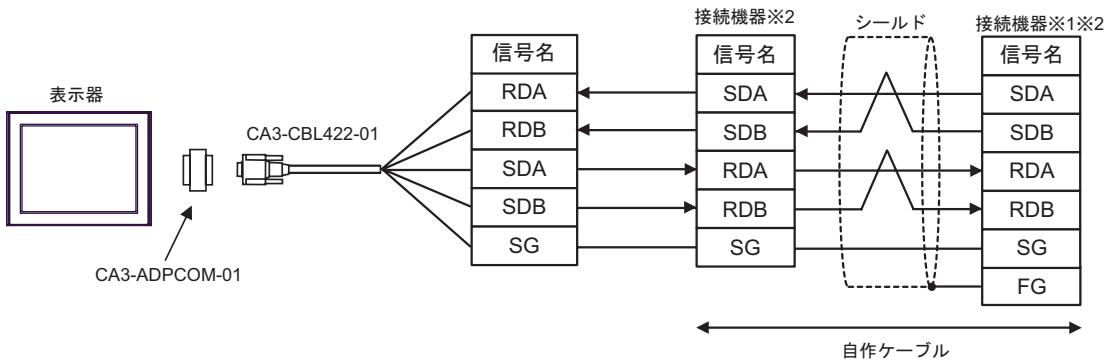 表示器
CA3-ADPCOM-01
CA3-CBL422-01
信号名
RDA
RDB
SDA
SDB
SG
接続機器※2
信号名
SDA
SDB
RDA
RDB
SG
シールド
接続機器※1※2
信号名
SDA
SDB
RDA
RDB
SG
FG
自作ケーブル